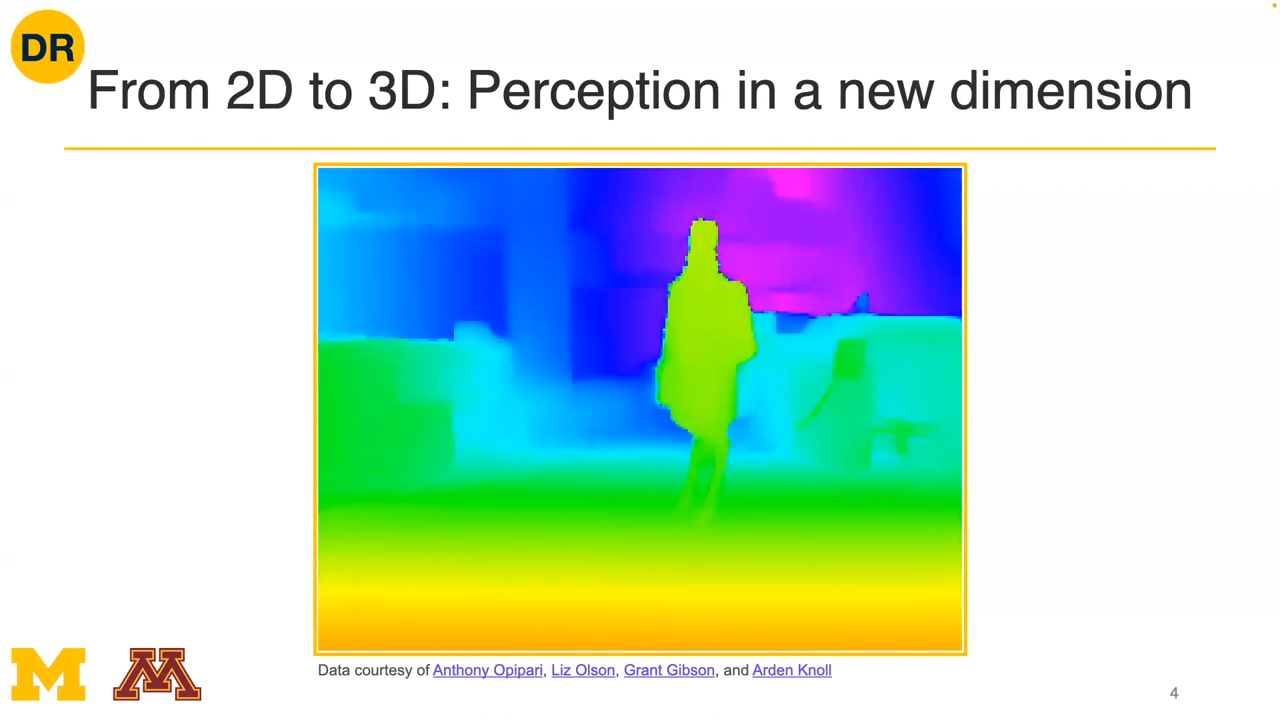 DR
From 2D to 3D: Perception in a new dimension
Data courtesy of Anthony Opipari, Liz Olson, Grant Gibson, and Arden Knoll
M M
4